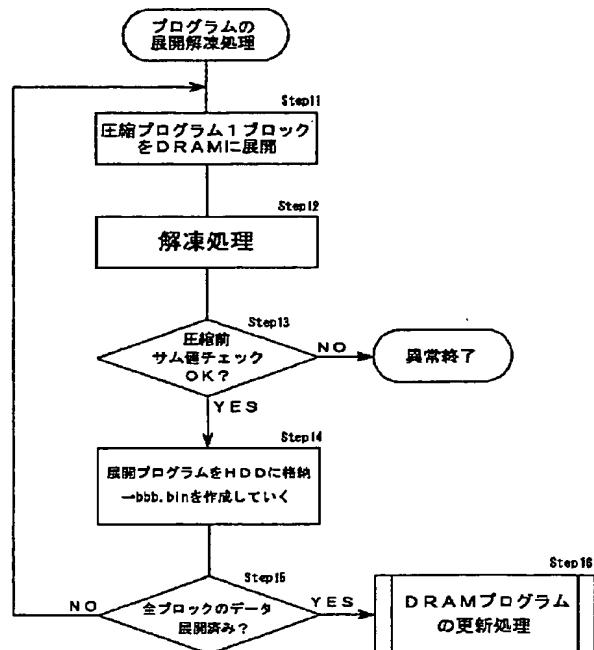 プログラムの
展開解凍処理
Step11
圧縮プログラム1ブロック
をDRAMに展開
Step12
解凍処理
Step13
圧縮前
サム値チェック
OK?
NO
異常終了
YES
Step14
展開プログラムをHDDに格納
→bbb.binを作成していく
Step15
全ブロックのデータ
展開済み?
NO
YES
Step16
DRAMプログラム
の更新処理